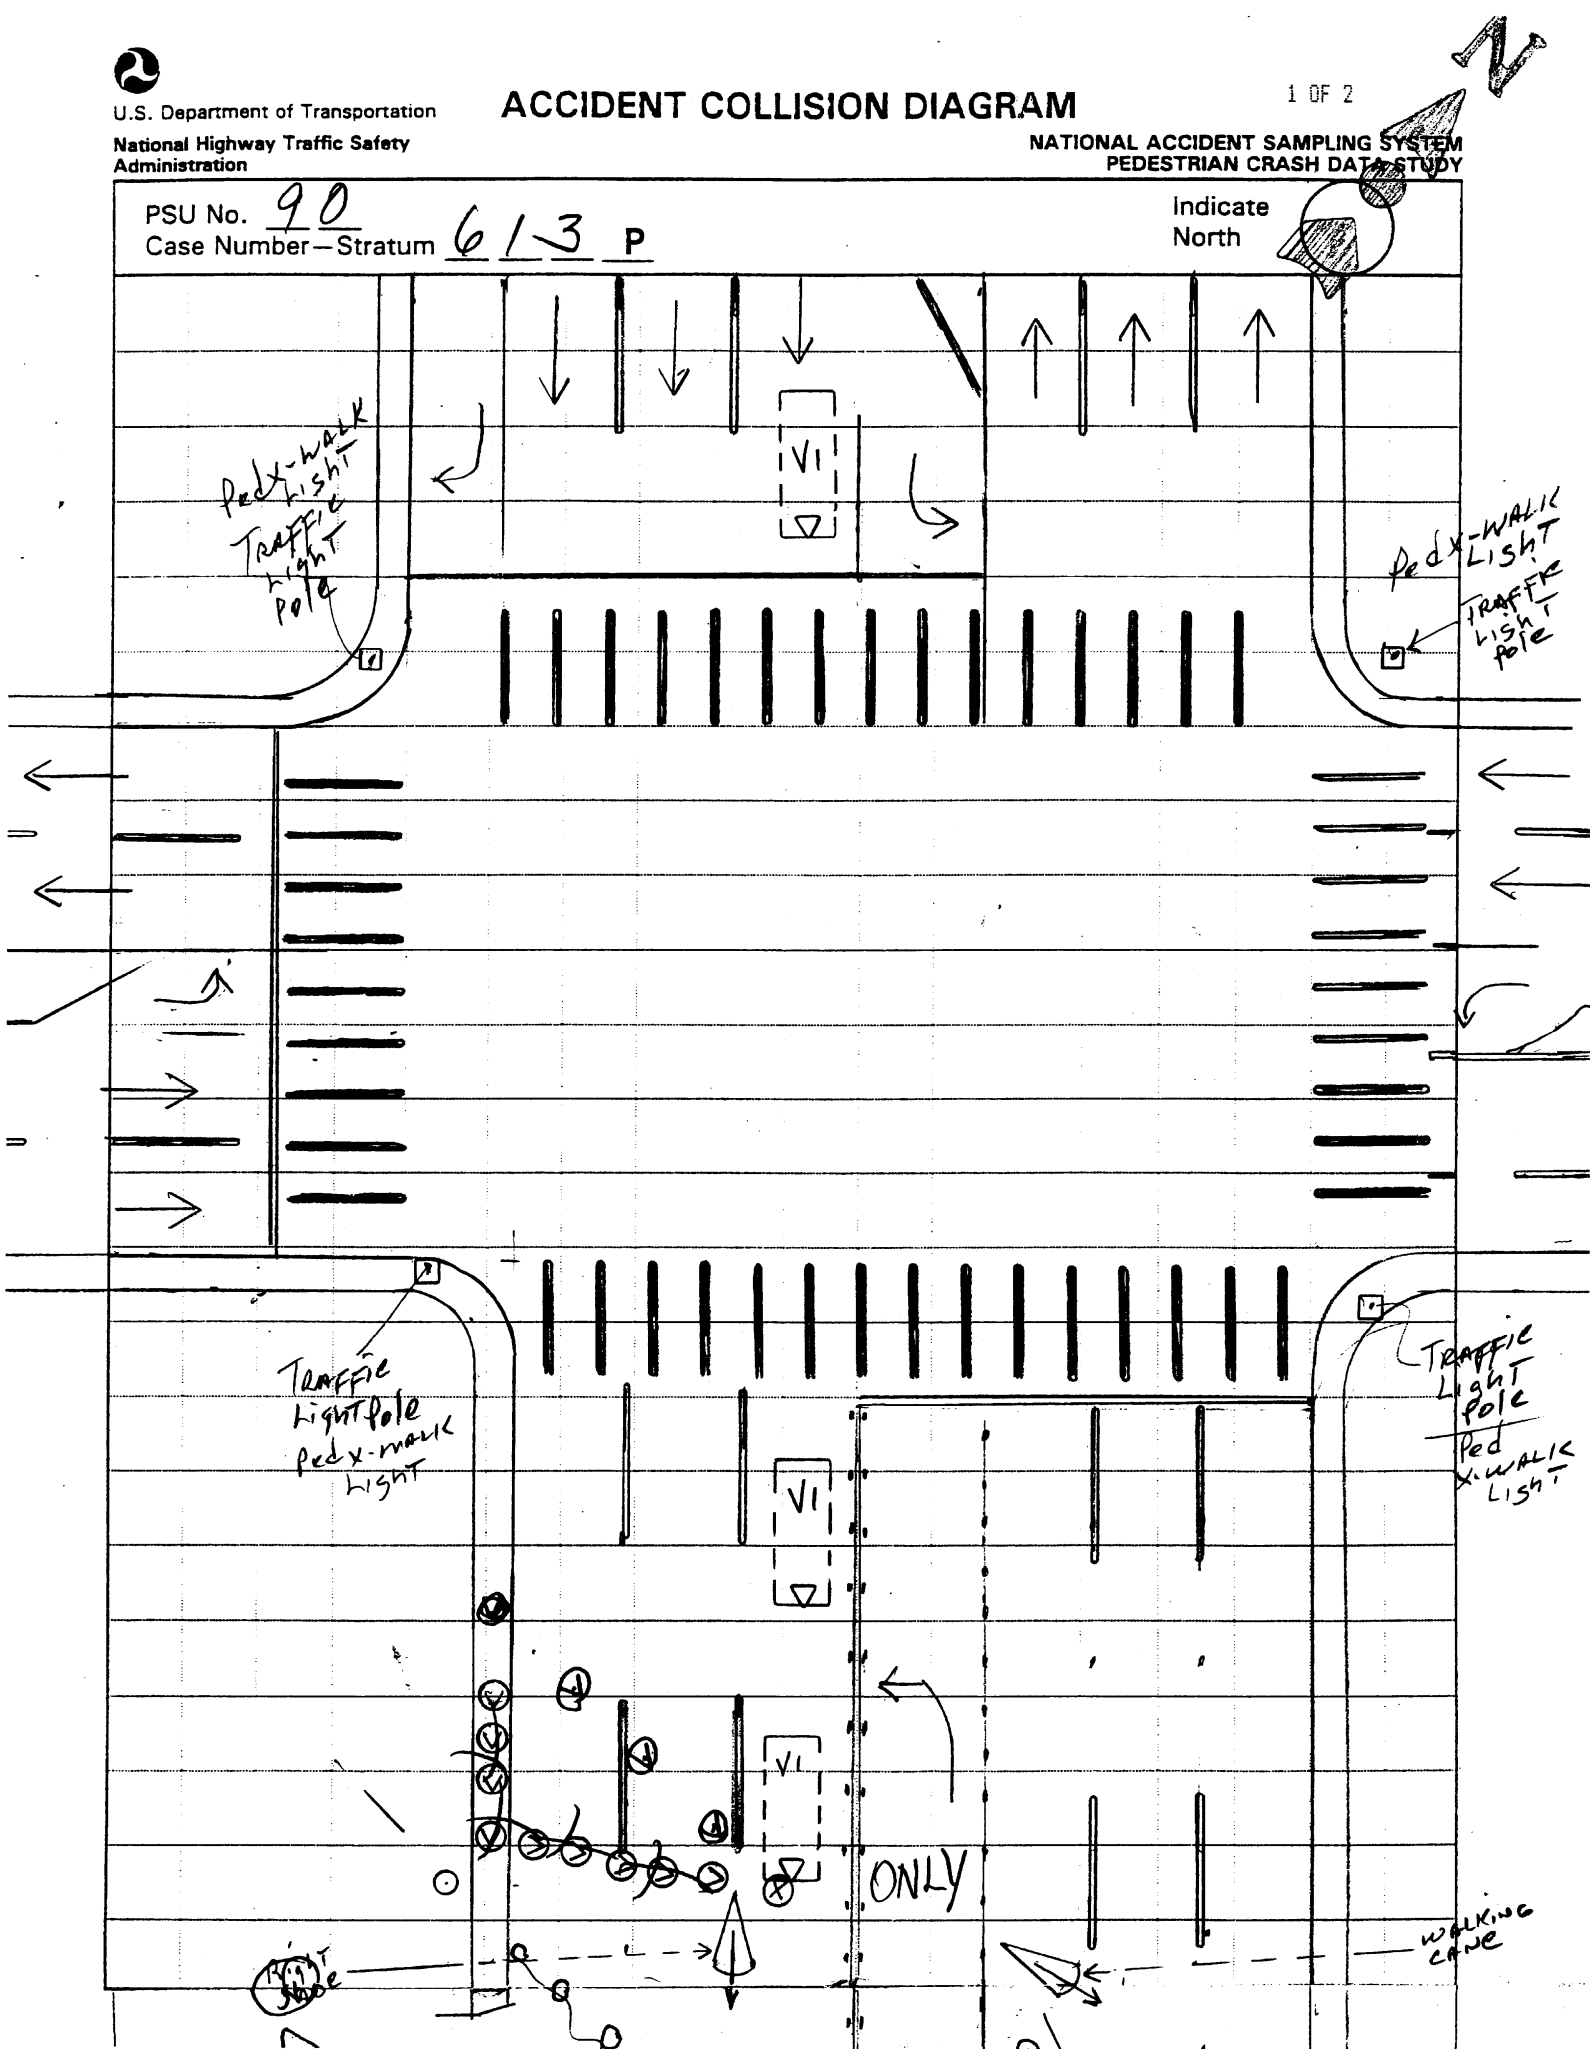 N
1 OF 2
U.S. Department of Transportation
ACCIDENT COLLISION DIAGRAM
National Highway Traffic Safety
Administration
NATIONAL ACCIDENT SAMPLING SYSTEM
PEDESTRIAN CRASH DATA STUDY
PSU No. 90
Case Number–Stratum 613 P
Indicate
North
Ped X-WALK
LighT
TRAFFIC
LighT
pole
V1
Ped X-WALK
LighT
TRAFFIC
LighT
pole
TRAFFIC
LighT Pole
Ped X-WALK
LighT
TRAFFIC
LighT
Pole
Ped
X-WALK
LighT
V1
V1
ONLY
Right
Shoe
WALKING
CANE